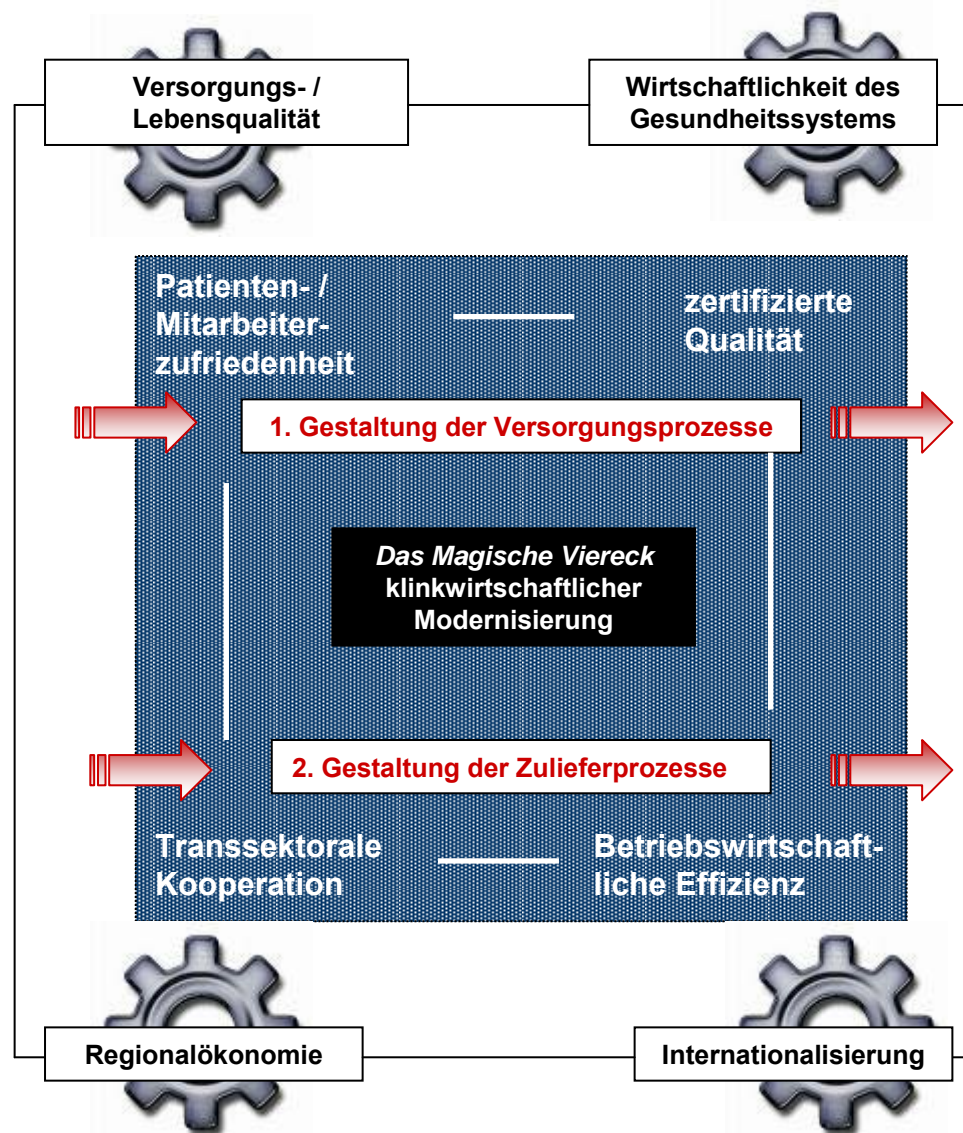 Versorgungs- /
Lebensqualität
Wirtschaftlichkeit des
Gesundheitssystems
Patienten- /
Mitarbeiter-
zufriedenheit
zertifizierte
Qualität
1. Gestaltung der Versorgungsprozesse
Das Magische Viereck
klinkwirtschaftlicher
Modernisierung
2. Gestaltung der Zulieferprozesse
Transsektorale
Kooperation
Betriebswirtschaft-
liche Effizienz
Regionalökonomie
Internationalisierung